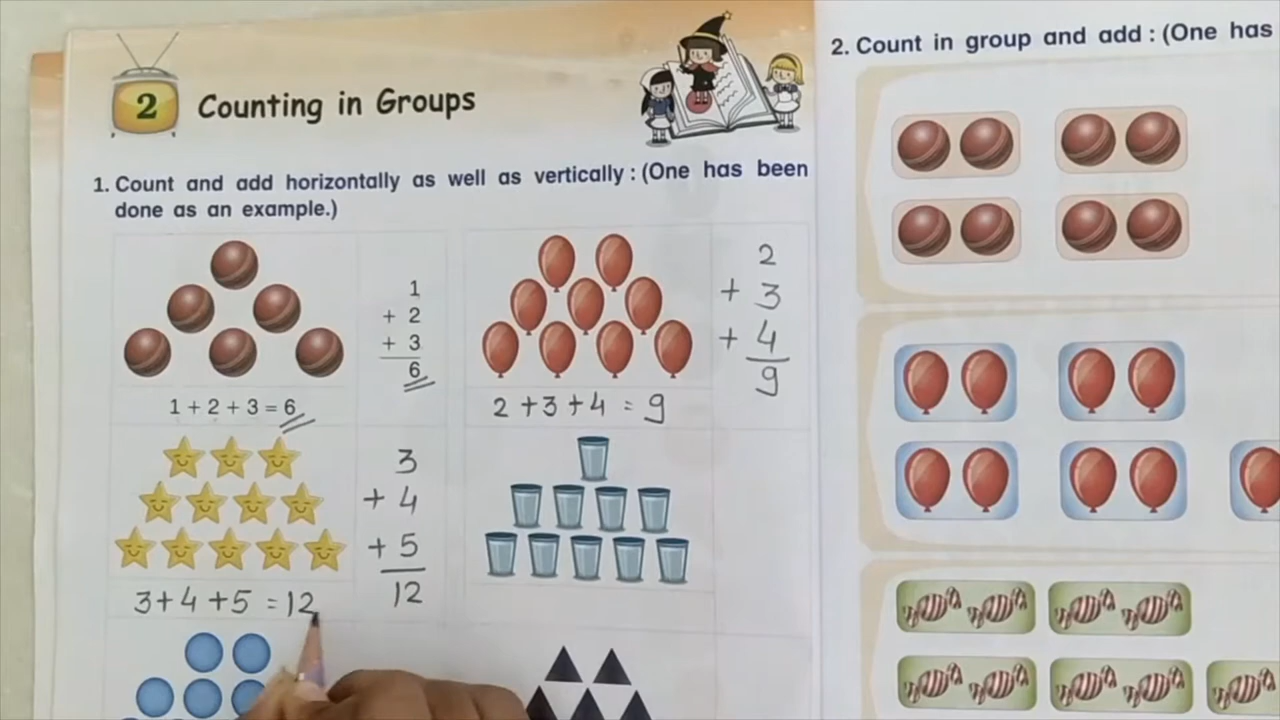 2 Counting in Groups
1. Count and add horizontally as well as vertically : (One has been
done as an example.)
1
+ 2
+ 3
6
1 + 2 + 3 = 6
2
+ 3
+ 4
9
2 + 3 + 4 = 9
3
+ 4
+ 5
12
3 + 4 + 5 = 12
2. Count in group and add : (One has